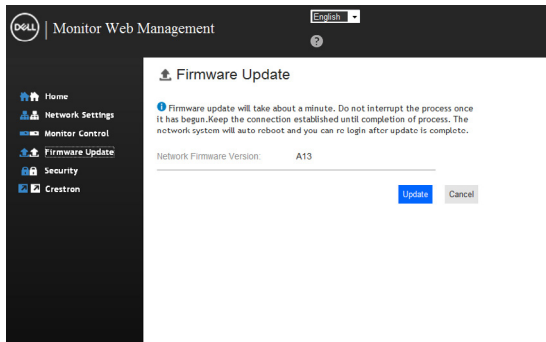 DELL
Monitor Web Management
English
?
Firmware Update
Home
Network Settings
Monitor Control
Firmware Update
Security
Crestron
Firmware update will take about a minute. Do not interrupt the process once
it has begun.Keep the connection established until completion of process. The
network system will auto reboot and you can re login after update is complete.
Network Firmware Version: A13
Update Cancel